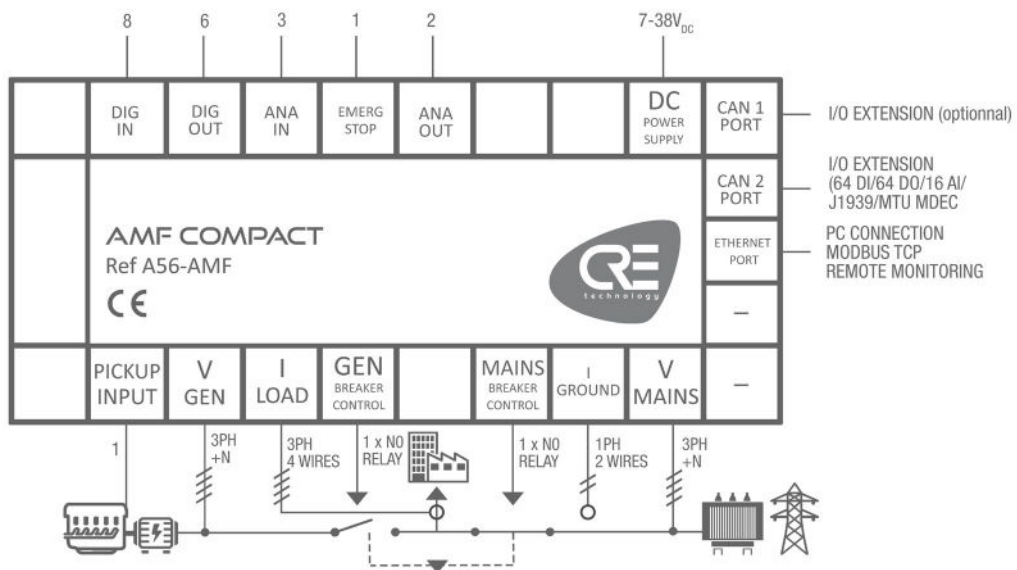 8
6
3
1
2
7-38VDC
DIG
IN
DIG
OUT
ANA
IN
EMERG
STOP
ANA
OUT
DC
POWER
SUPPLY
CAN 1
PORT
I/O EXTENSION (optionnal)
CAN 2
PORT
I/O EXTENSION
(64 DI/64 DO/16 AI/
J1939/MTU MDEC
ETHERNET
PORT
PC CONNECTION
MODBUS TCP
REMOTE MONITORING
AMF COMPACT
Ref A56-AMF
CE
CRE
technology
–
–
PICKUP
INPUT
V
GEN
I
LOAD
GEN
BREAKER
CONTROL
MAINS
BREAKER
CONTROL
I
GROUND
V
MAINS
1
3PH
+N
3PH
4 WIRES
1 x NO
RELAY
1 x NO
RELAY
1PH
2 WIRES
3PH
+N